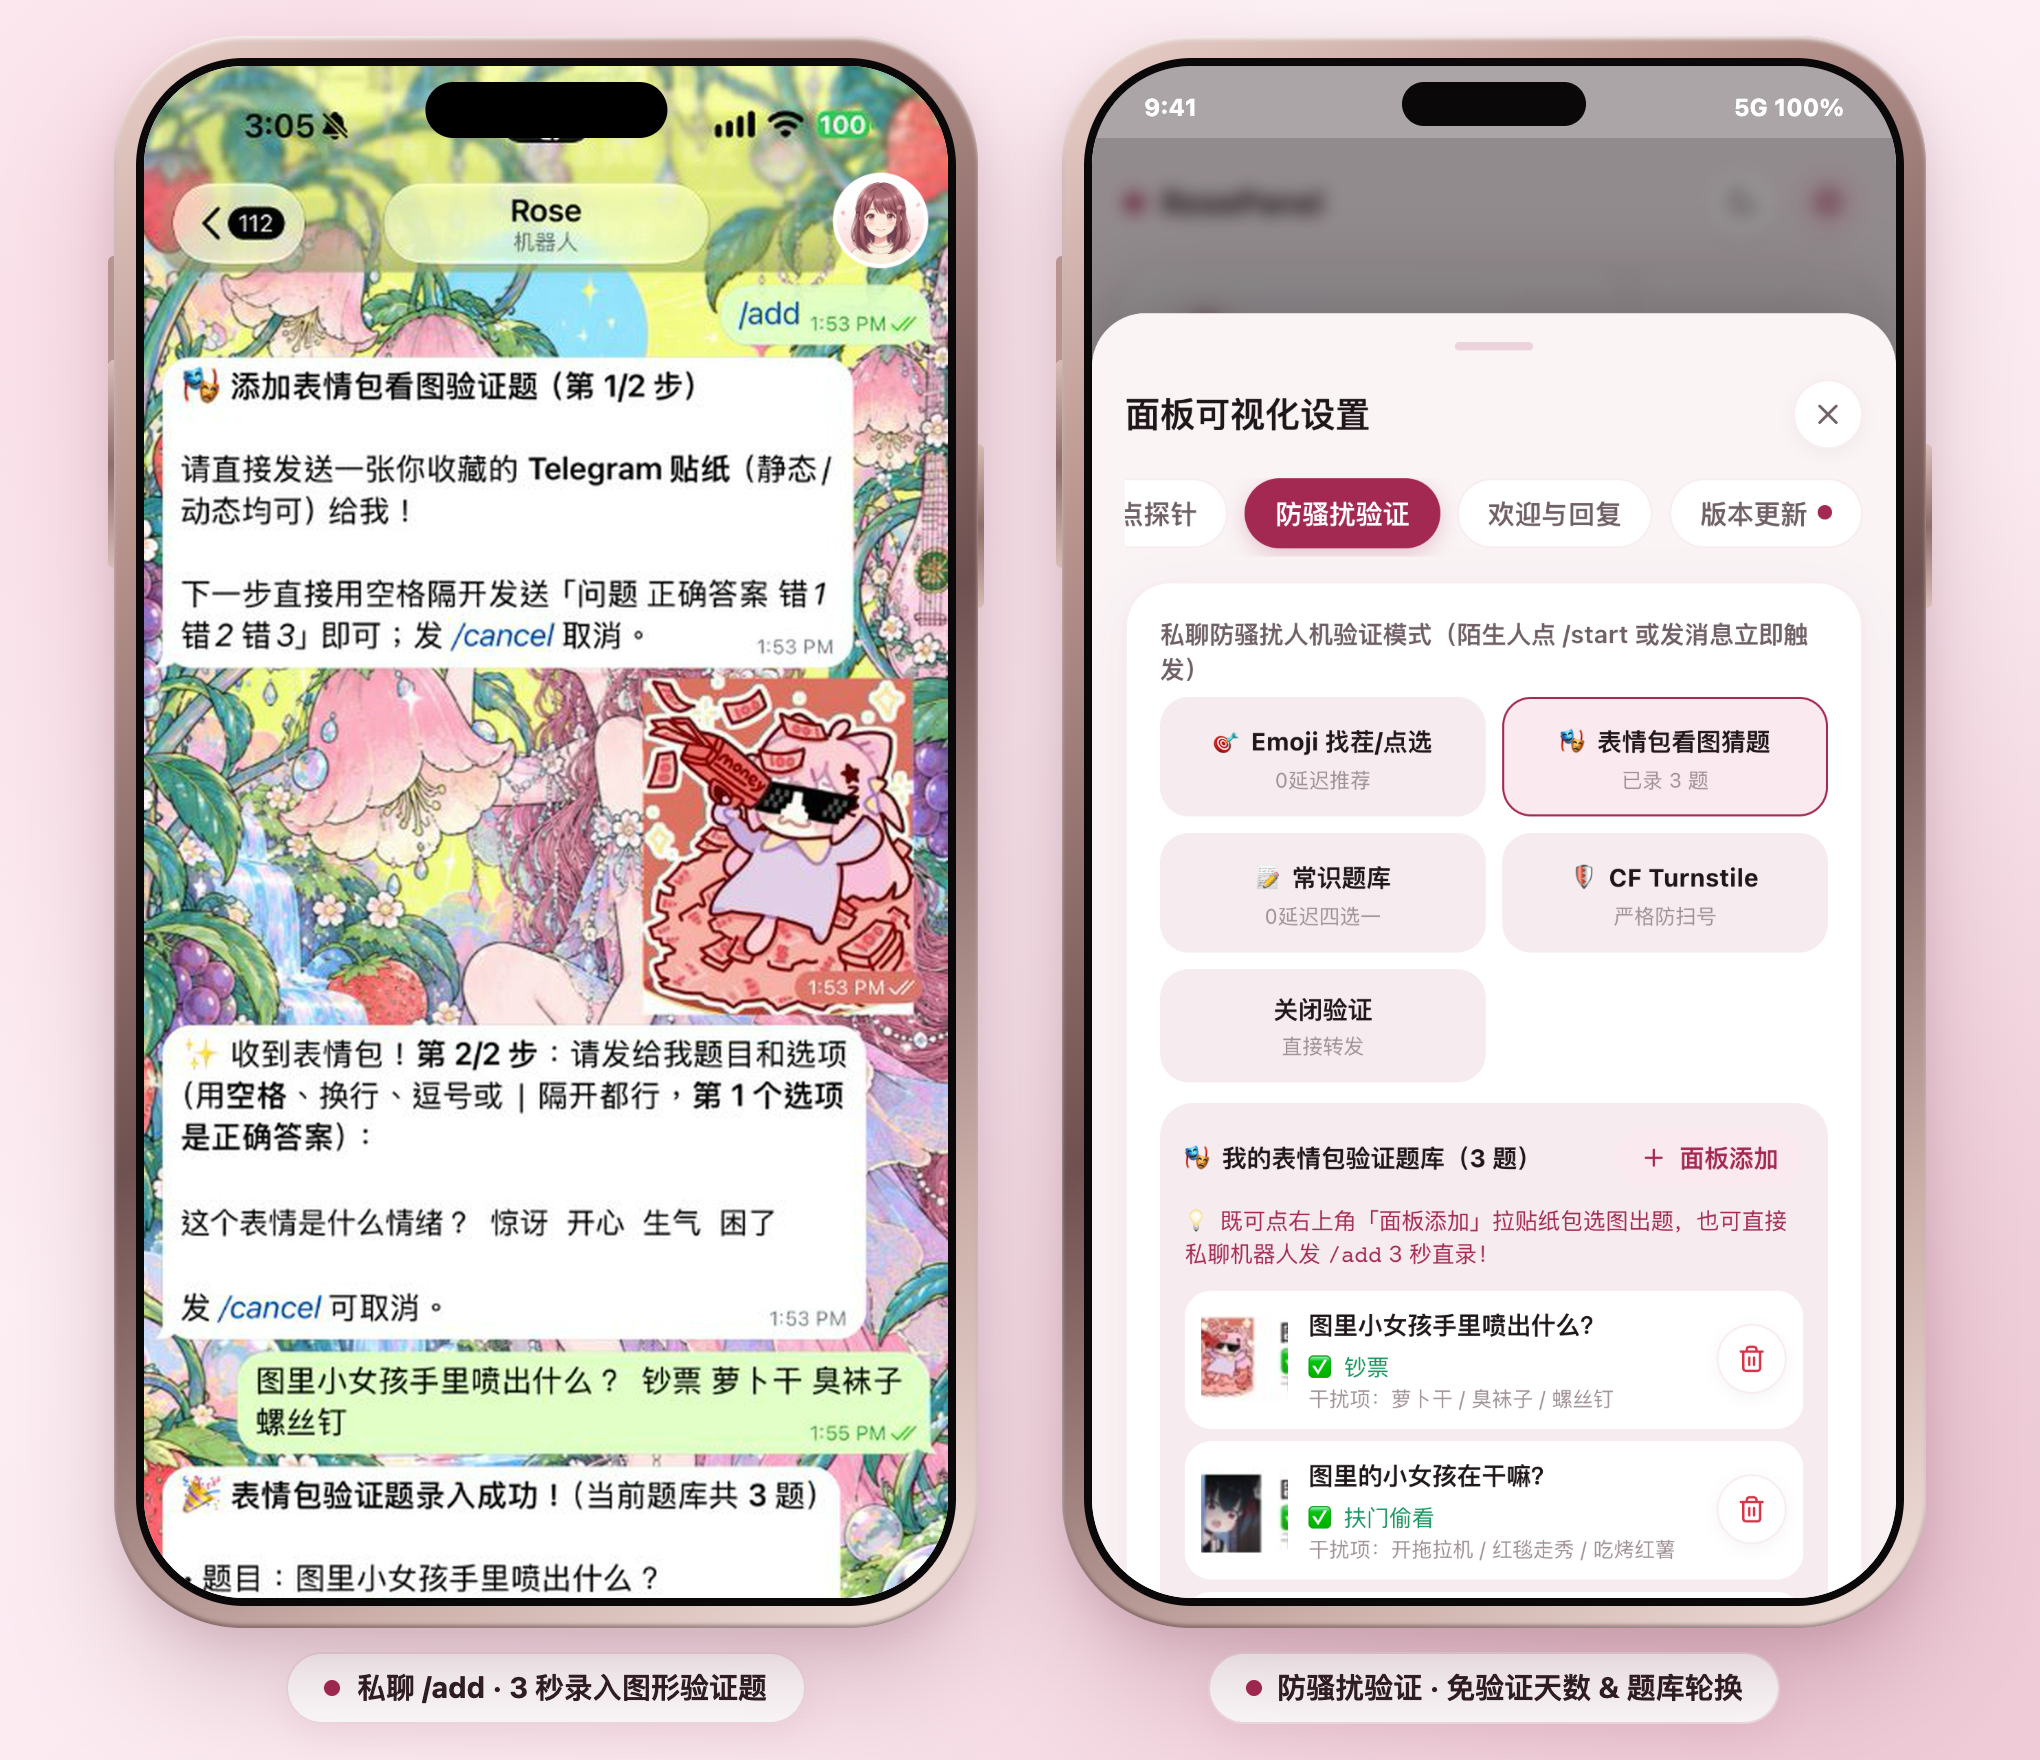 3:05
100
112
Rose
机器人
/add 1:53 PM
🎭 添加表情包看图验证题（第 1/2 步）
请直接发送一张你收藏的 Telegram 贴纸（静态/
动态均可）给我！
下一步直接用空格隔开发送「问题 正确答案 错1
错2 错3」即可；发 /cancel 取消。
1:53 PM
money
100
1:53 PM
✨ 收到表情包！第 2/2 步：请发给我题目和选项
（用空格、换行、逗号或 | 隔开都行，第 1 个选项
是正确答案）：
这个表情是什么情绪？ 惊讶 开心 生气 困了
发 /cancel 可取消。
1:53 PM
图里小女孩手里喷出什么？ 钞票 萝卜干 臭袜子
螺丝钉
1:55 PM
🎉 表情包验证题录入成功！（当前题库共 3 题）
• 题目：图里小女孩手里喷出什么？
私聊 /add · 3 秒录入图形验证题
9:41
5G 100%
RosePanel
面板可视化设置
点探针
防骚扰验证
欢迎与回复
版本更新
私聊防骚扰人机验证模式（陌生人点 /start 或发消息立即触
发）
🎯 Emoji 找茬/点选
0延迟推荐
🎭 表情包看图猜题
已录 3 题
📝 常识题库
0延迟四选一
🛡 CF Turnstile
严格防扫号
关闭验证
直接转发
🎭 我的表情包验证题库（3 题）
＋ 面板添加
💡 既可点右上角「面板添加」拉贴纸包选图出题，也可直接
私聊机器人发 /add 3 秒直录！
图里小女孩手里喷出什么?
✅ 钞票
干扰项：萝卜干 / 臭袜子 / 螺丝钉
图里的小女孩在干嘛?
✅ 扶门偷看
干扰项：开拖拉机 / 红毯走秀 / 吃烤红薯
防骚扰验证 · 免验证天数 & 题库轮换